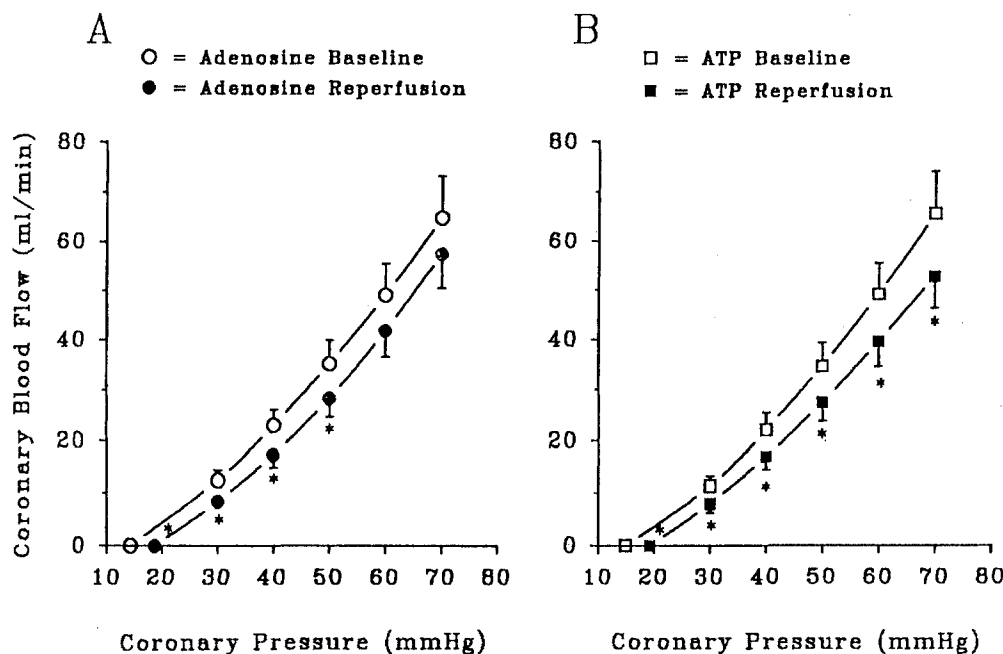 A
○ = Adenosine Baseline
● = Adenosine Reperfusion
Coronary Blood Flow (ml/min)
80
60
40
20
0
*
*
*
*
10 20 30 40 50 60 70 80
Coronary Pressure (mmHg)
B
□ = ATP Baseline
■ = ATP Reperfusion
80
60
40
20
0
*
*
*
*
*
*
10 20 30 40 50 60 70 80
Coronary Pressure (mmHg)